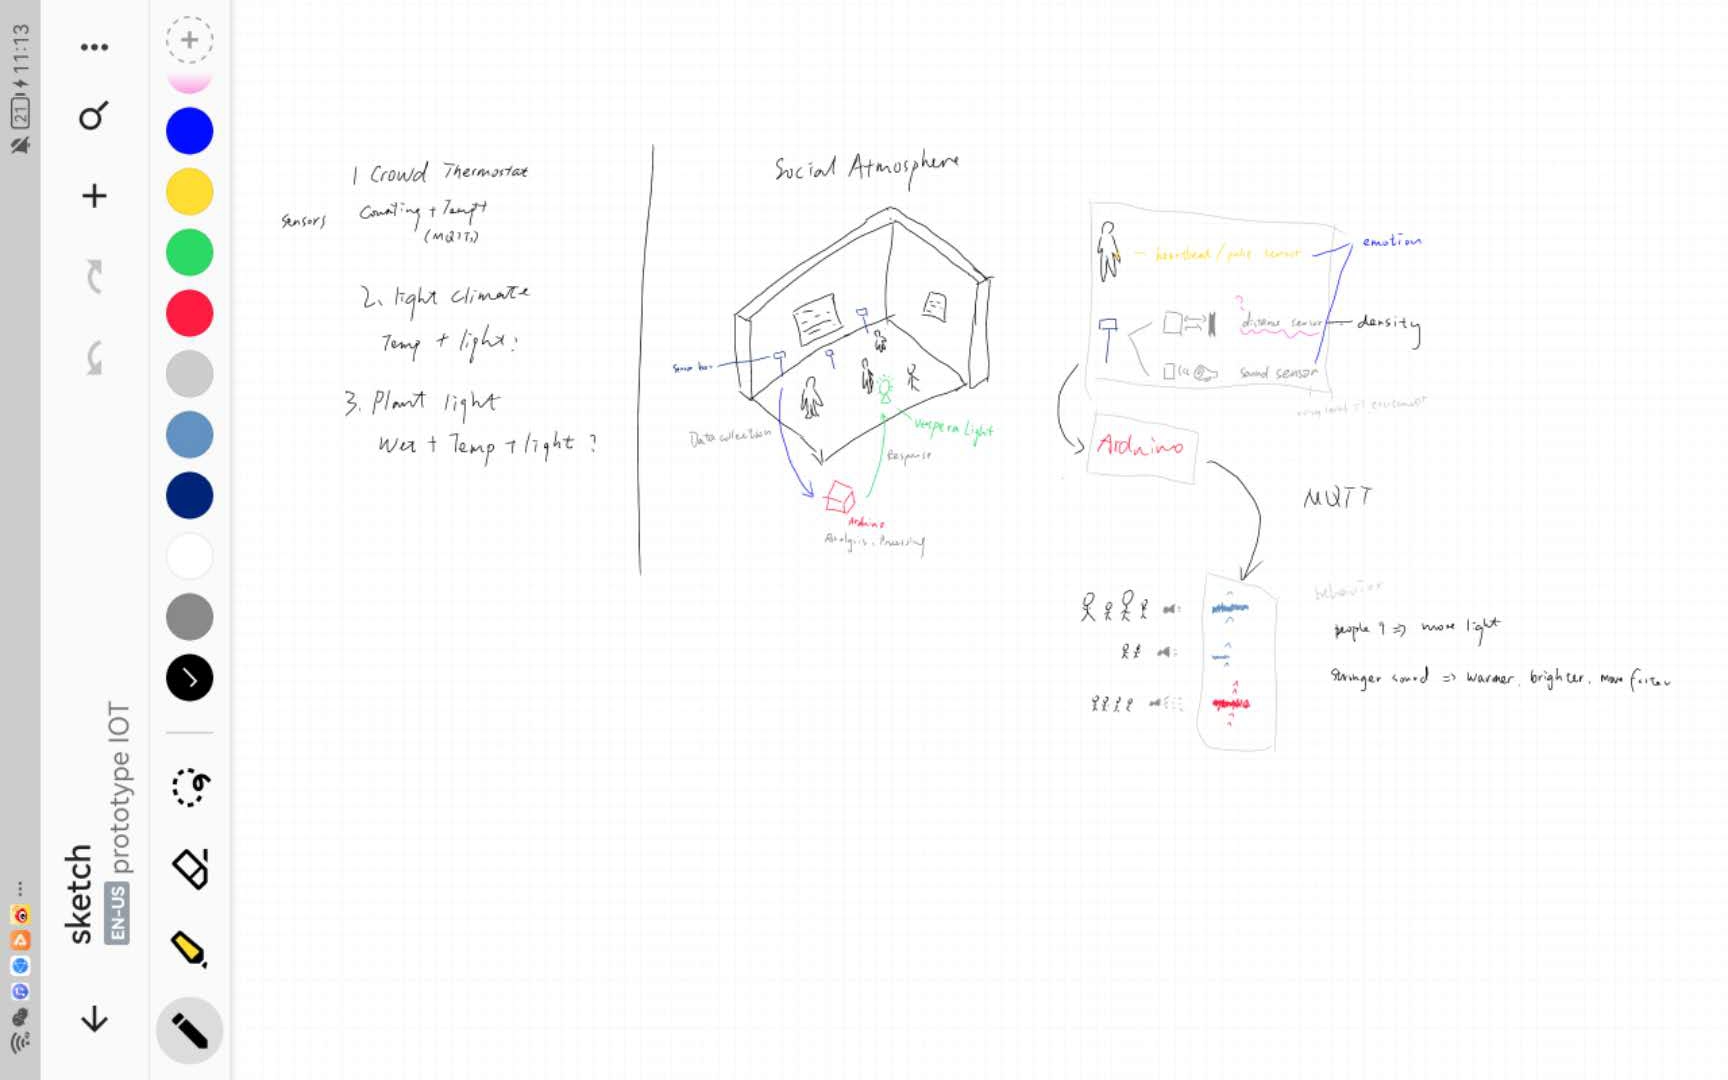 11:13
21
sketch
EN-US prototype IOT
1 Crowd Thermostat
sensors
Counting + Temp
(MQTT)
2. light climate
Temp + light?
3. Plant light
Wet + Temp + light ?
Social Atmosphere
Sensor box
Data collection
Vespera Light
Response
Arduino
Analysis. Processing
heartbeat / pulse sensor
emotion
?
distance sensor
density
sound sensor
Arduino
MQTT
behavior
people ↑ => more light
Stronger sound => warmer. brighter. move faster